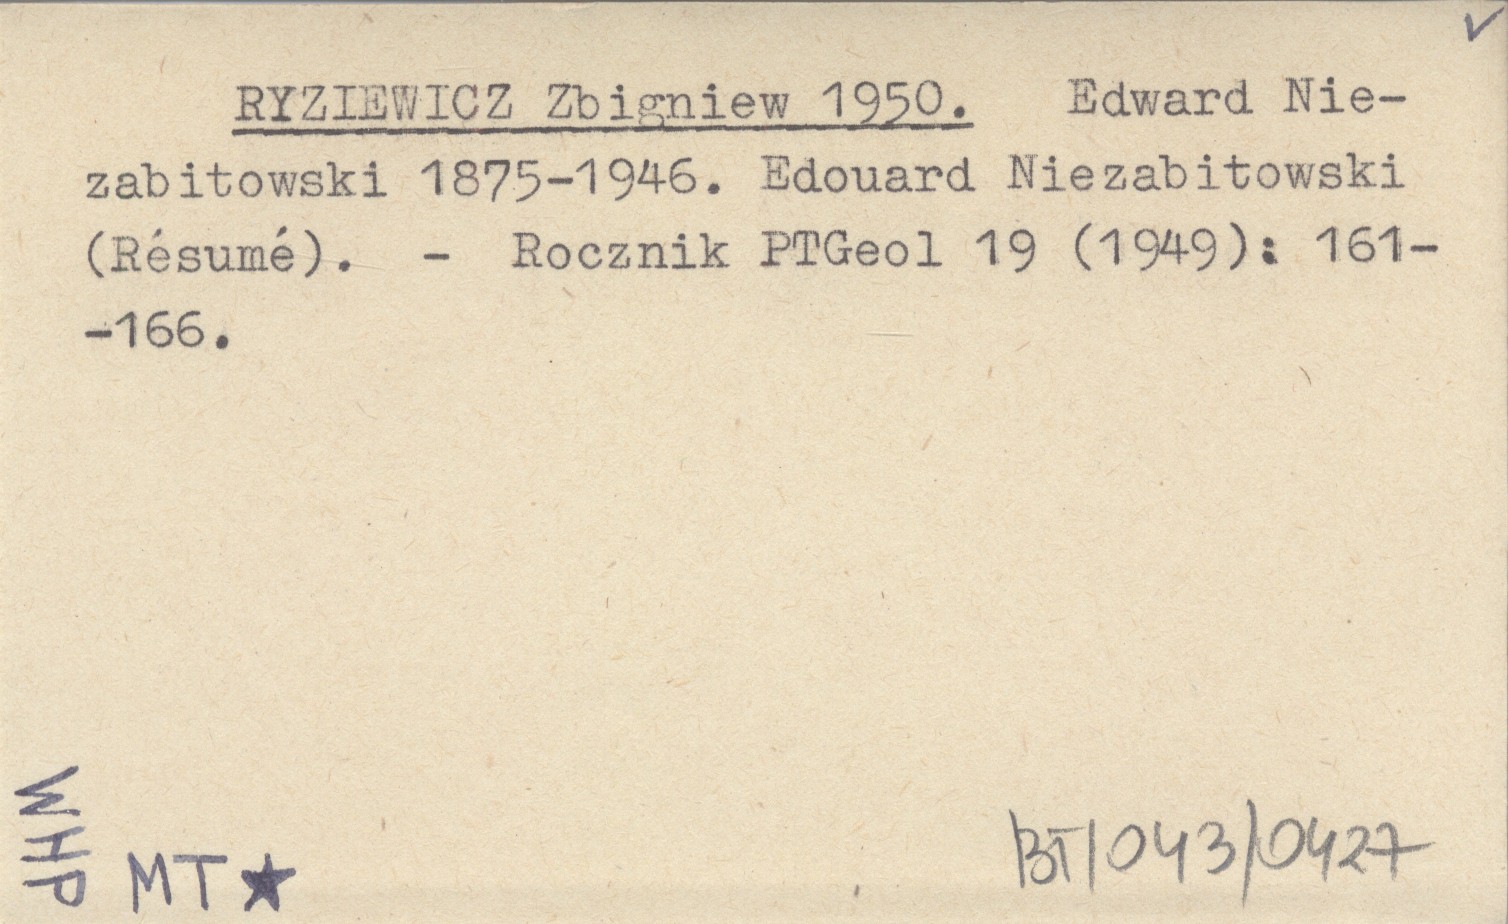 RYZIEWICZ Zbigniew 1950. Edward Nie-
zabitowski 1875-1946. Edouard Niezabitowski
(Résumé). - Rocznik PTGeol 19 (1949): 161-
-166.
WHP
MT★
BT/043/0427